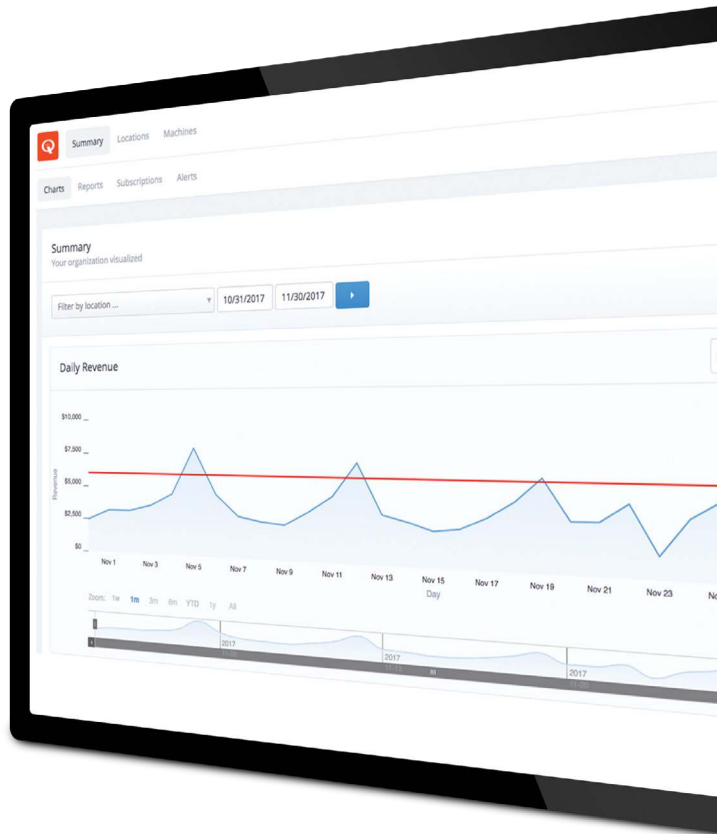 Summary Locations Machines
Charts Reports Subscriptions Alerts
Summary
Your organization visualized
Filter by location ... 10/31/2017 11/30/2017
Daily Revenue
$10,000
$7,500
$5,000
$2,500
$0
Revenue
Nov 1 Nov 3 Nov 5 Nov 7 Nov 9 Nov 11 Nov 13 Nov 15 Nov 17 Nov 19 Nov 21 Nov 23
Day
Zoom: 1w 1m 3m 6m YTD 1y All
2017 2017 2017